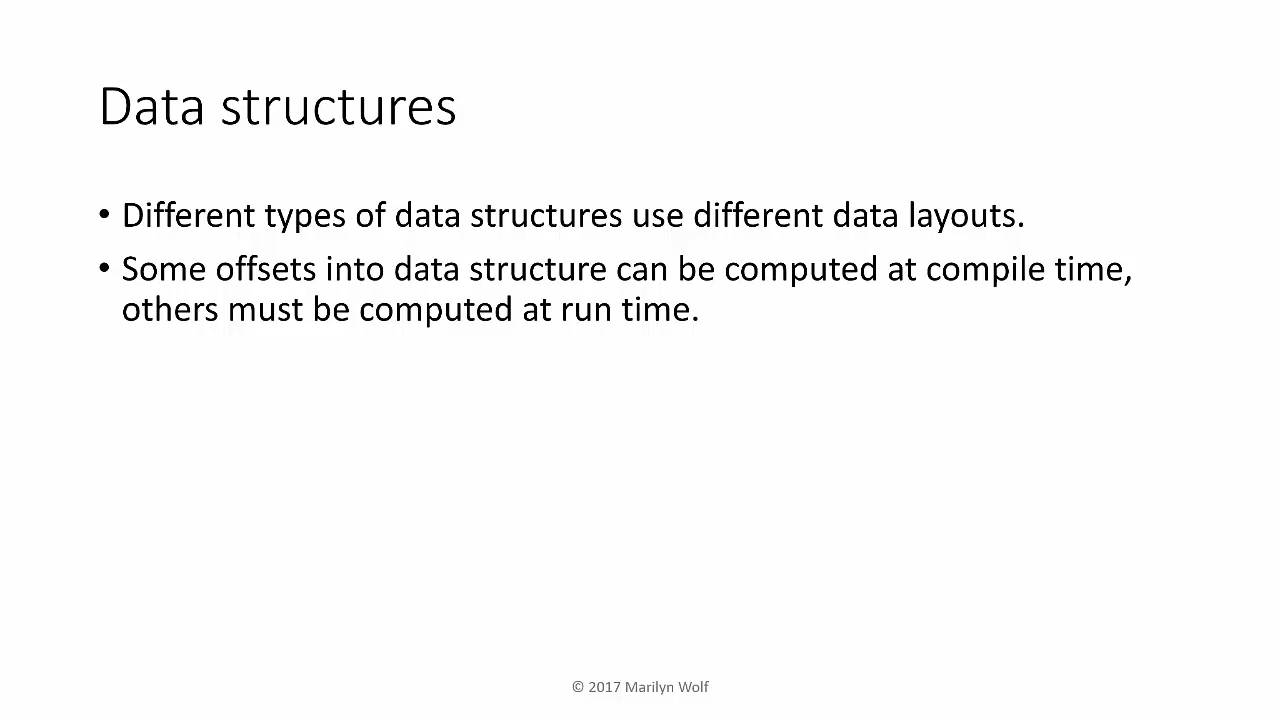 Data structures
• Different types of data structures use different data layouts.
• Some offsets into data structure can be computed at compile time,
others must be computed at run time.
© 2017 Marilyn Wolf